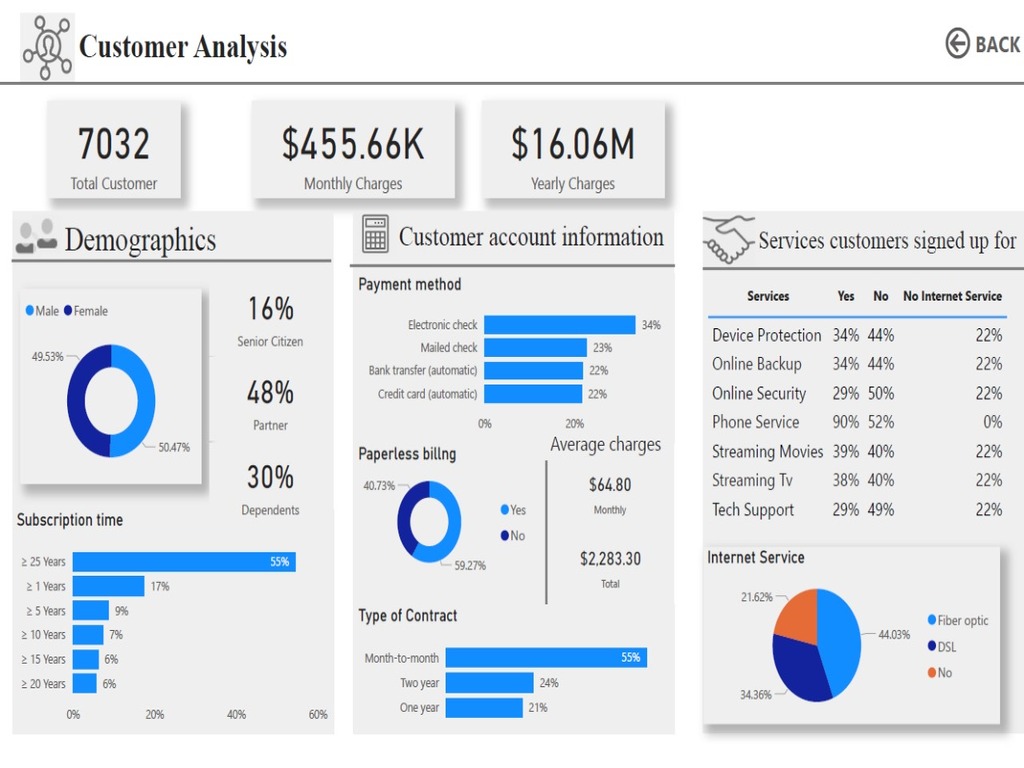 Customer Analysis
BACK
7032
Total Customer
$455.66K
Monthly Charges
$16.06M
Yearly Charges
Demographics
Male Female
49.53%
50.47%
16%
Senior Citizen
48%
Partner
30%
Dependents
Subscription time
≥ 25 Years 55%
≥ 1 Years 17%
≥ 5 Years 9%
≥ 10 Years 7%
≥ 15 Years 6%
≥ 20 Years 6%
0% 20% 40% 60%
Customer account information
Payment method
Electronic check 34%
Mailed check 23%
Bank transfer (automatic) 22%
Credit card (automatic) 22%
0% 20%
Paperless billng
40.73%
59.27%
Yes
No
Average charges
$64.80
Monthly
$2,283.30
Total
Type of Contract
Month-to-month 55%
Two year 24%
One year 21%
Services customers signed up for
Services Yes No No Internet Service
Device Protection 34% 44% 22%
Online Backup 34% 44% 22%
Online Security 29% 50% 22%
Phone Service 90% 52% 0%
Streaming Movies 39% 40% 22%
Streaming Tv 38% 40% 22%
Tech Support 29% 49% 22%
Internet Service
21.62%
44.03%
34.36%
Fiber optic
DSL
No